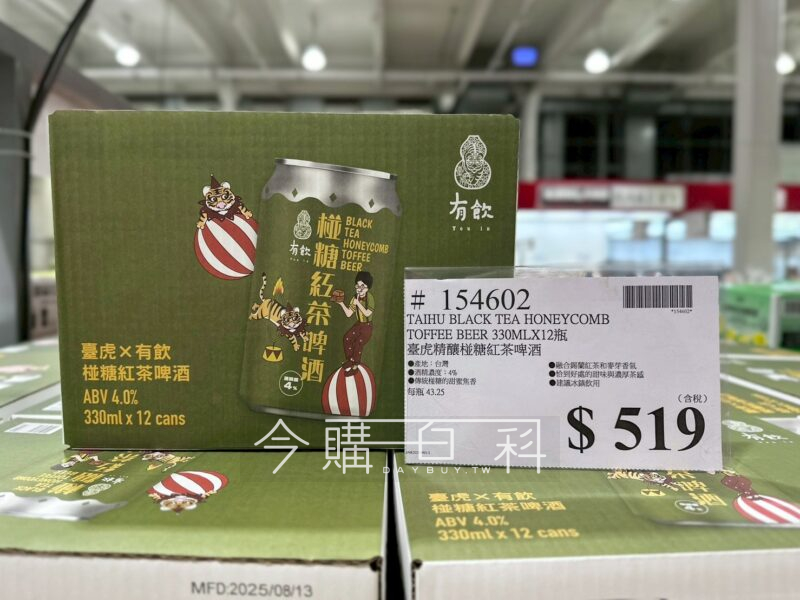 有飲
You in
BLACK
TEA
HONEYCOMB
TOFFEE
BEER
有飲
椪糖紅茶啤酒
4%
臺虎×有飲
椪糖紅茶啤酒
ABV 4.0%
330ml x 12 cans
# 154602
*154602*
TAIHU BLACK TEA HONEYCOMB
TOFFEE BEER 330MLX12瓶
臺虎精釀椪糖紅茶啤酒
●產地：台灣
●酒精濃度：4%
●傳統椪糖的甜蜜焦香
每瓶 43.25
●融合錫蘭紅茶和麥芽香氣
●恰到好處的甜味與濃厚茶感
●建議冰鎮飲用
(含稅)
$ 519
今購百科
DAYBUY.TW
有飲
臺虎×有飲
椪糖紅茶啤酒
ABV 4.0%
330ml x 12 cans
MFD:2025/08/13